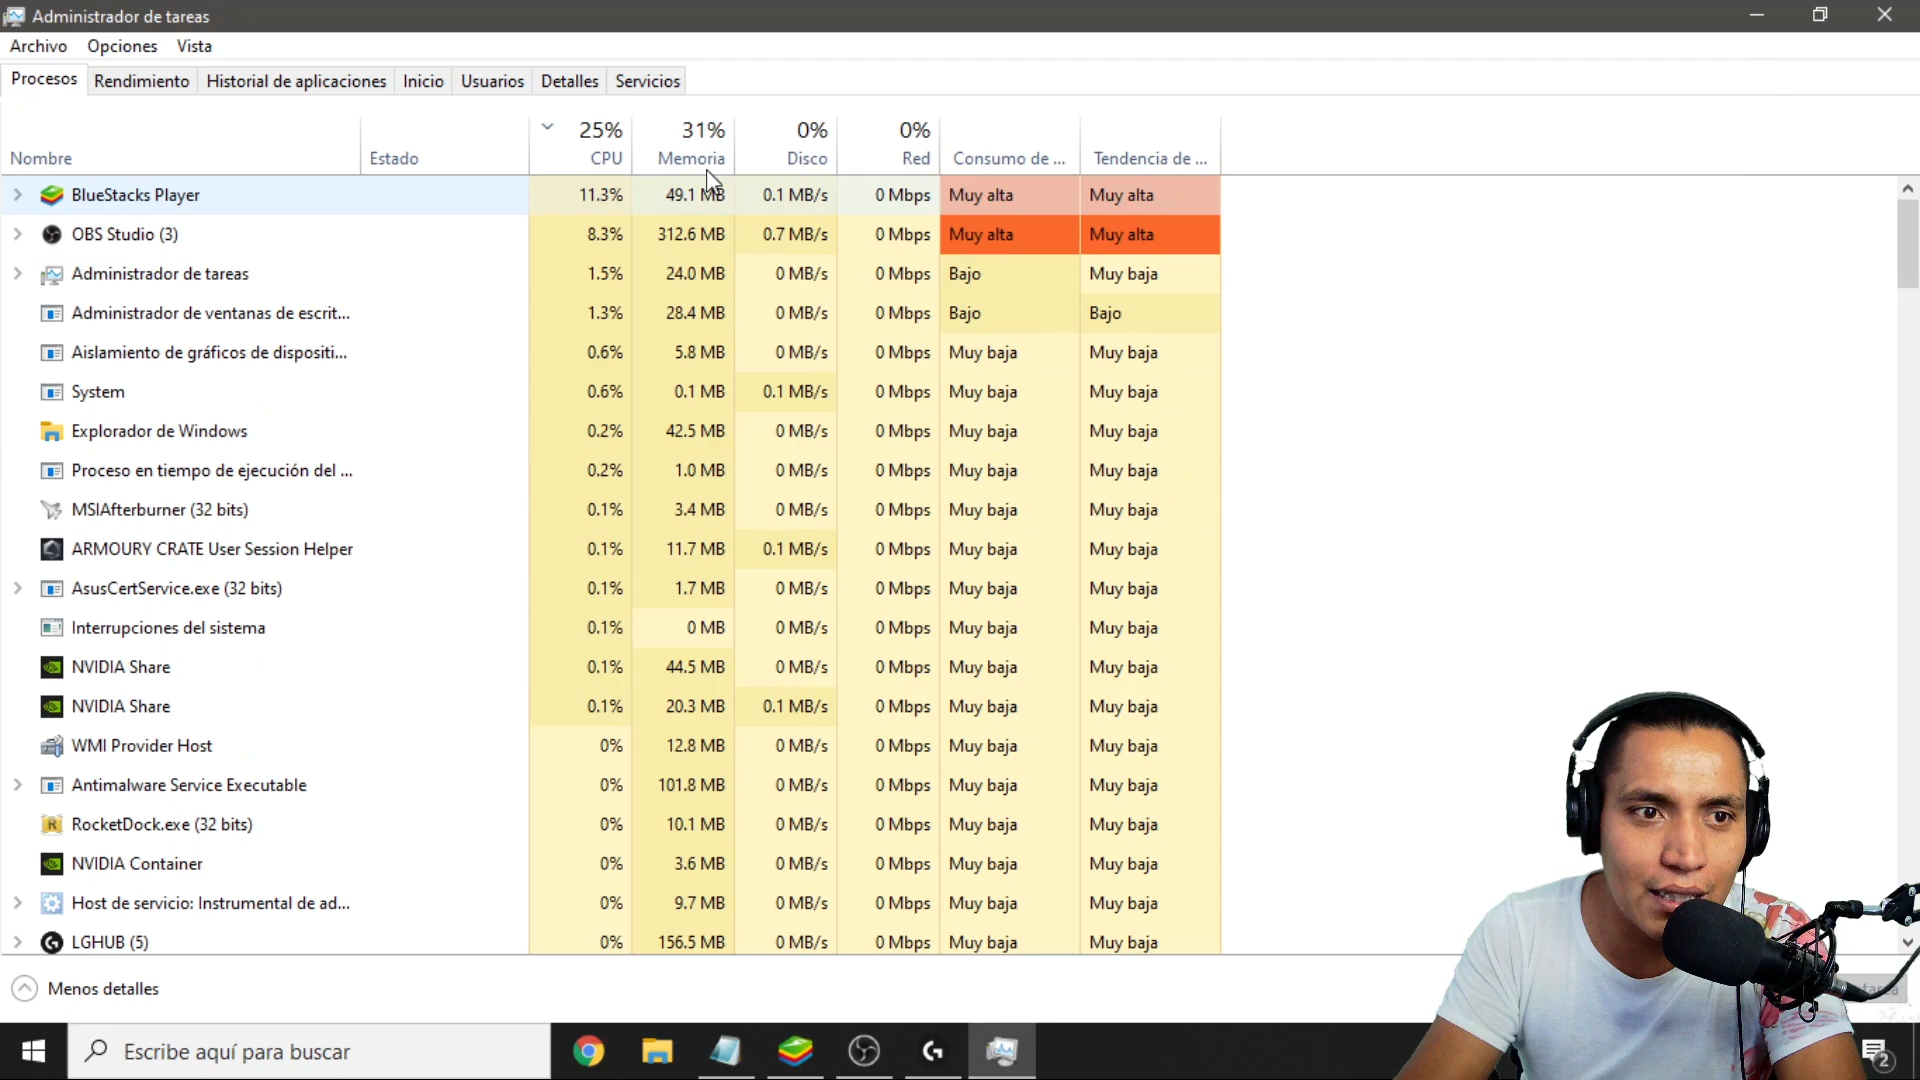 Administrador de tareas
Archivo Opciones Vista
Procesos Rendimiento Historial de aplicaciones Inicio Usuarios Detalles Servicios
25% 31% 0% 0%
Nombre Estado CPU Memoria Disco Red Consumo de ... Tendencia de ...
BlueStacks Player 11.3% 49.1 MB 0.1 MB/s 0 Mbps Muy alta Muy alta
OBS Studio (3) 8.3% 312.6 MB 0.7 MB/s 0 Mbps Muy alta Muy alta
Administrador de tareas 1.5% 24.0 MB 0 MB/s 0 Mbps Bajo Muy baja
Administrador de ventanas de escrit... 1.3% 28.4 MB 0 MB/s 0 Mbps Bajo Bajo
Aislamiento de gráficos de dispositi... 0.6% 5.8 MB 0 MB/s 0 Mbps Muy baja Muy baja
System 0.6% 0.1 MB 0.1 MB/s 0 Mbps Muy baja Muy baja
Explorador de Windows 0.2% 42.5 MB 0 MB/s 0 Mbps Muy baja Muy baja
Proceso en tiempo de ejecución del ... 0.2% 1.0 MB 0 MB/s 0 Mbps Muy baja Muy baja
MSIAfterburner (32 bits) 0.1% 3.4 MB 0 MB/s 0 Mbps Muy baja Muy baja
ARMOURY CRATE User Session Helper 0.1% 11.7 MB 0.1 MB/s 0 Mbps Muy baja Muy baja
AsusCertService.exe (32 bits) 0.1% 1.7 MB 0 MB/s 0 Mbps Muy baja Muy baja
Interrupciones del sistema 0.1% 0 MB 0 MB/s 0 Mbps Muy baja Muy baja
NVIDIA Share 0.1% 44.5 MB 0 MB/s 0 Mbps Muy baja Muy baja
NVIDIA Share 0.1% 20.3 MB 0.1 MB/s 0 Mbps Muy baja Muy baja
WMI Provider Host 0% 12.8 MB 0 MB/s 0 Mbps Muy baja Muy baja
Antimalware Service Executable 0% 101.8 MB 0 MB/s 0 Mbps Muy baja Muy baja
RocketDock.exe (32 bits) 0% 10.1 MB 0 MB/s 0 Mbps Muy baja Muy baja
NVIDIA Container 0% 3.6 MB 0 MB/s 0 Mbps Muy baja Muy baja
Host de servicio: Instrumental de ad... 0% 9.7 MB 0 MB/s 0 Mbps Muy baja Muy baja
LGHUB (5) 0% 156.5 MB 0 MB/s 0 Mbps Muy baja Muy baja
Menos detalles
Escribe aquí para buscar
2